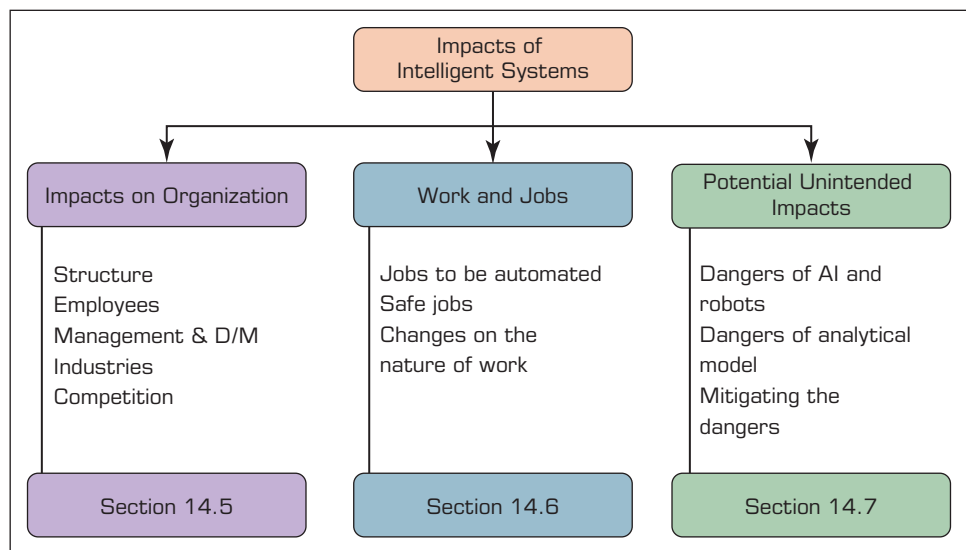 Impacts of
Intelligent Systems
Impacts on Organization
Structure
Employees
Management & D/M
Industries
Competition
Section 14.5
Work and Jobs
Jobs to be automated
Safe jobs
Changes on the
nature of work
Section 14.6
Potential Unintended
Impacts
Dangers of AI and
robots
Dangers of analytical
model
Mitigating the
dangers
Section 14.7